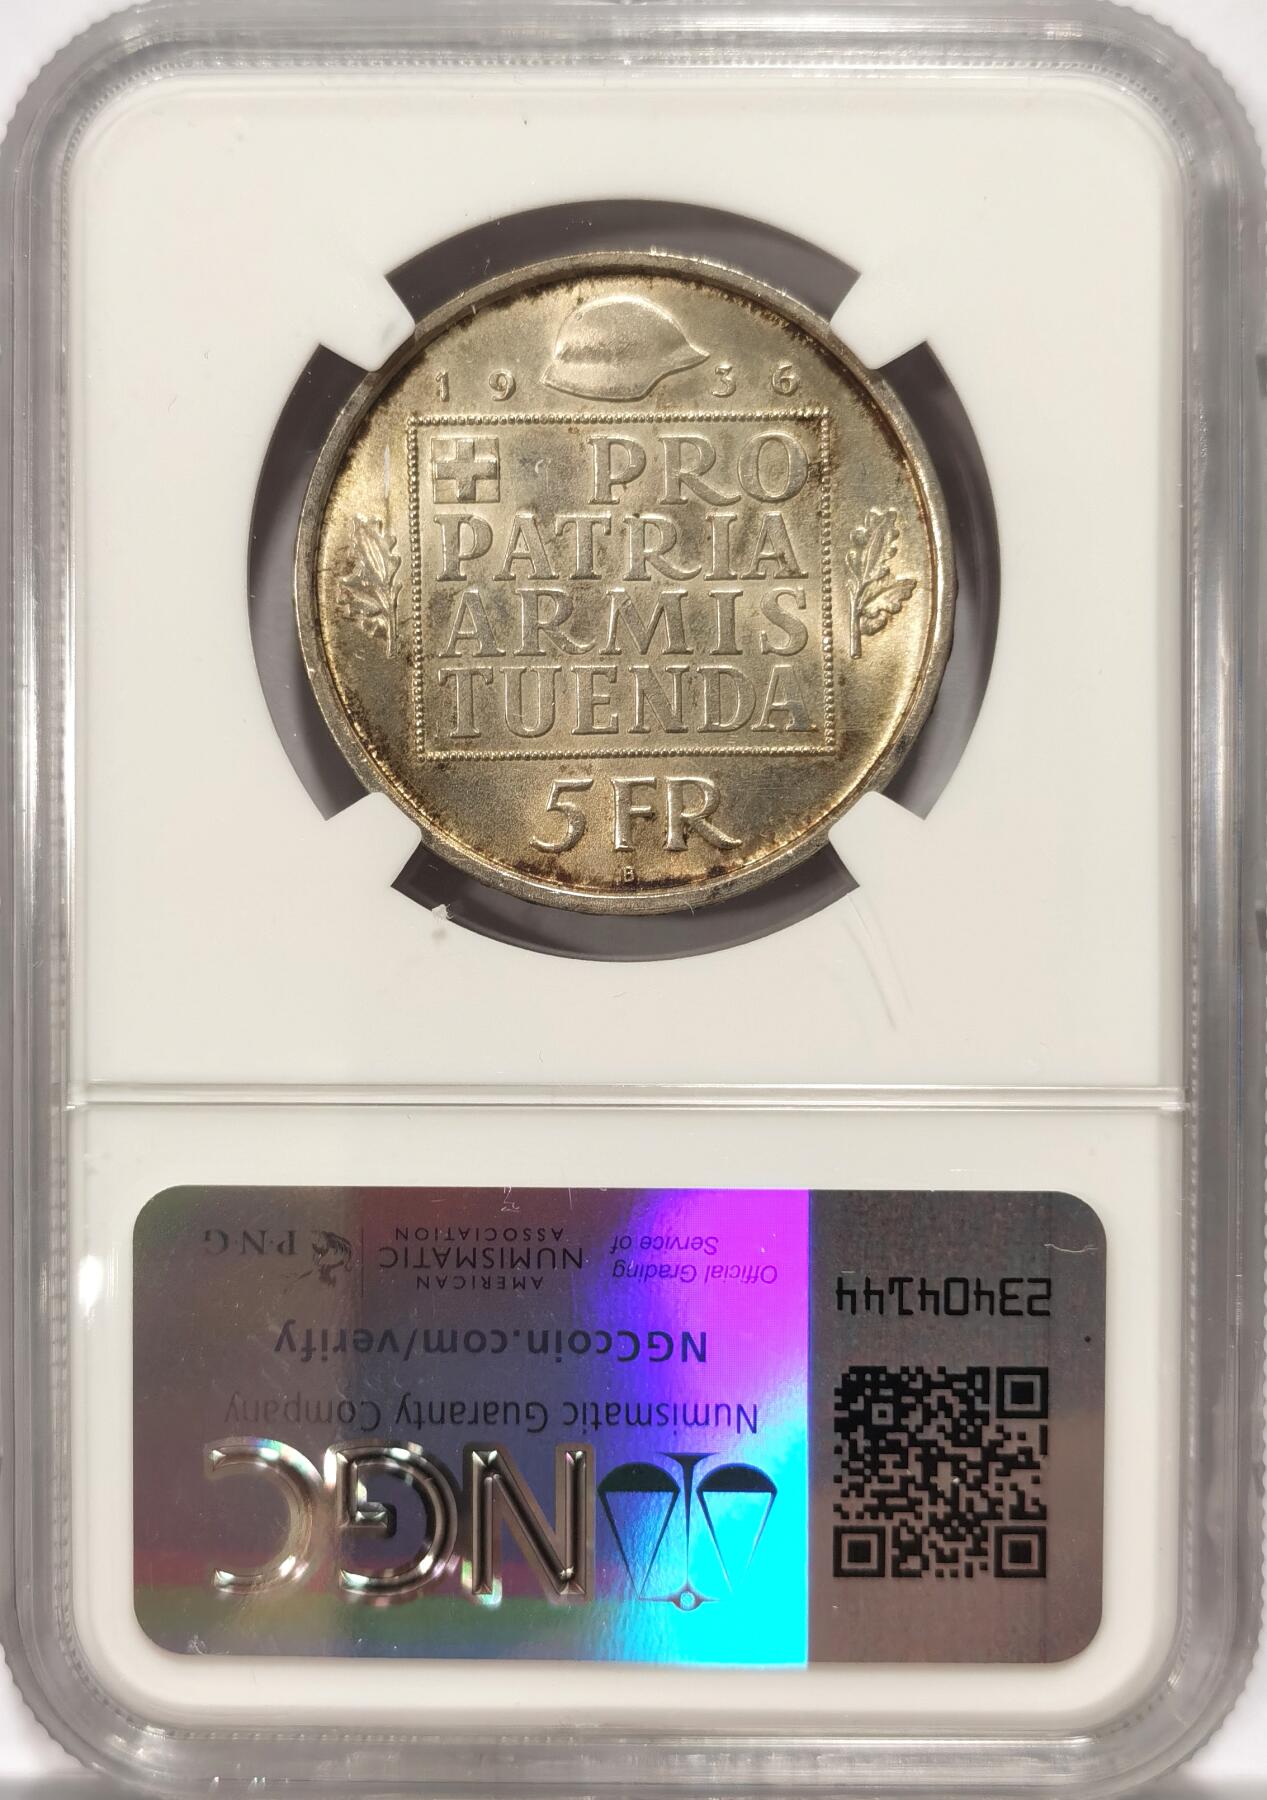 1936
PRO
PATRIA
ARMIS
TUENDA
5 FR
B
NGC
Numismatic Guaranty Company
NGCcoin.com/verify
Official Grading
Service of
AMERICAN
NUMISMATIC
ASSOCIATION
P·N·G
23404144